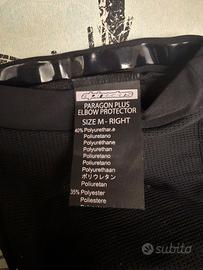 alpinestars
PARAGON PLUS
ELBOW PROTECTOR
SIZE M - RIGHT
40% Polyurethane
Poliuretano
Polyuréthane
Poliuretano
Polyurethan
Poliuretano
Polyurethaan
ポリウレタン
Poliuretan
35% Polyester
Poliestere
subito